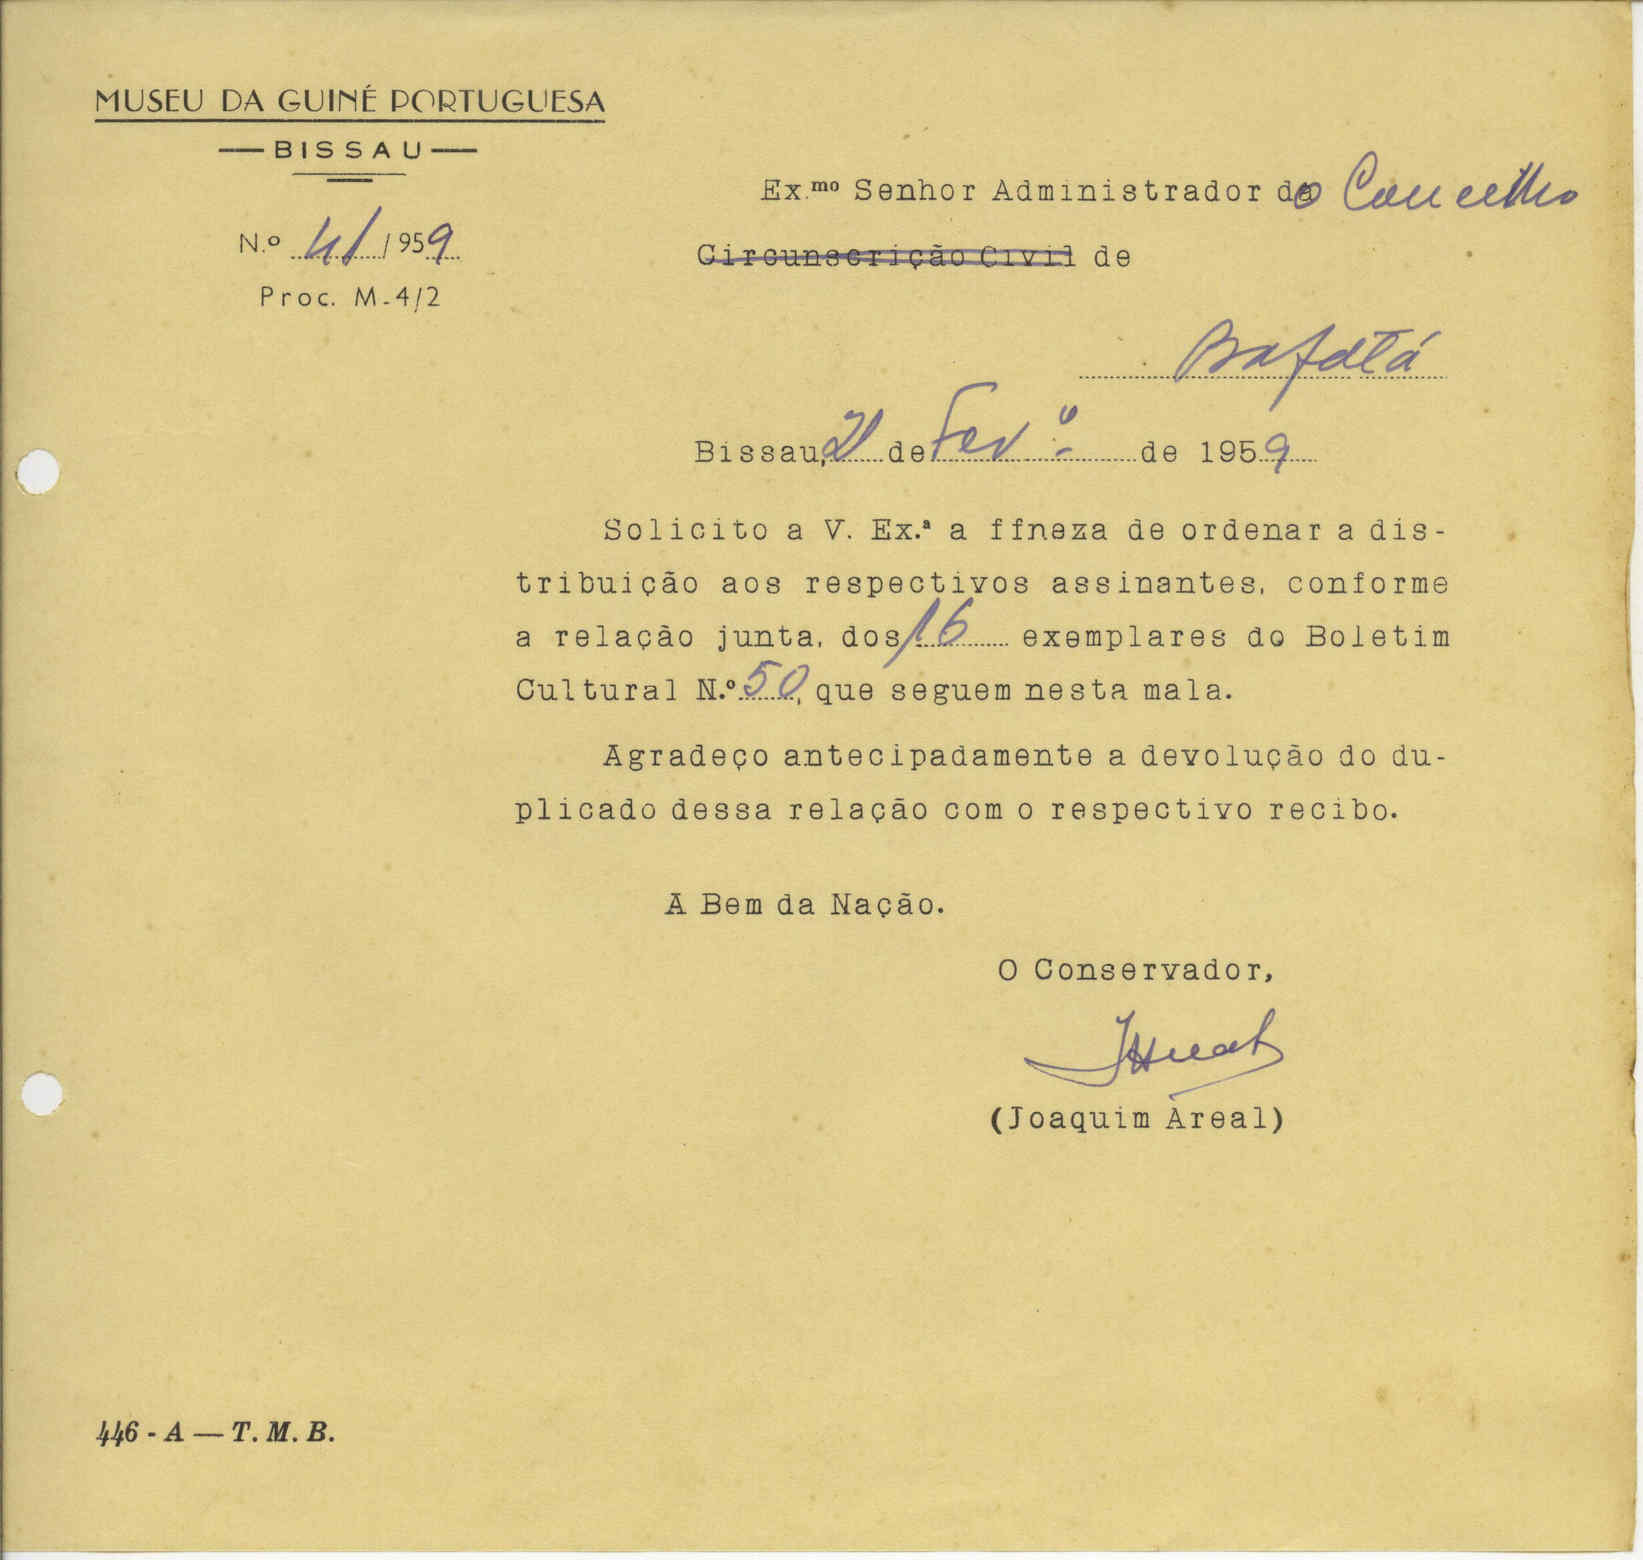 MUSEU DA GUINÉ PORTUGUESA
— BISSAU —
N.º 41/1959
Proc. M-4/2
Ex.mo Senhor Administrador do Concelho
Circunscrição Civil de
Bafatá
Bissau, 21 de Fev.º de 1959
Solicito a V. Ex.ª a ffneza de ordenar a dis-
tribuição aos respectivos assinantes, conforme
a relação junta, dos 16 exemplares do Boletim
Cultural N.º 50, que seguem nesta mala.
Agradeço antecipadamente a devolução do du-
plicado dessa relação com o respectivo recibo.
A Bem da Nação.
O Conservador,
(Joaquim Areal)
446 - A — T. M. B.